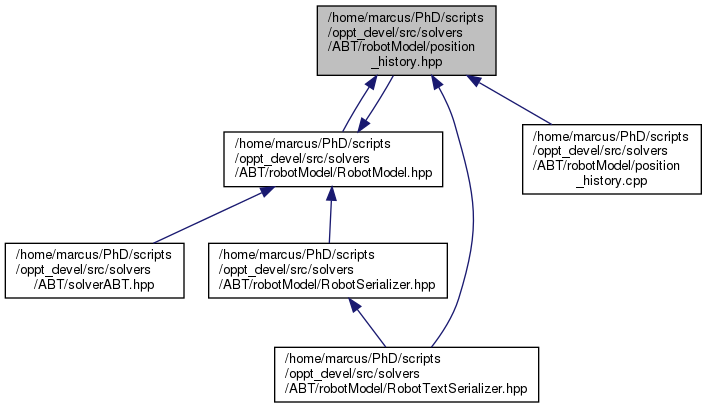 /home/marcus/PhD/scripts
/oppt_devel/src/solvers
/ABT/robotModel/position
_history.hpp
/home/marcus/PhD/scripts
/oppt_devel/src/solvers
/ABT/robotModel/RobotModel.hpp
/home/marcus/PhD/scripts
/oppt_devel/src/solvers
/ABT/robotModel/position
_history.cpp
/home/marcus/PhD/scripts
/oppt_devel/src/solvers
/ABT/solverABT.hpp
/home/marcus/PhD/scripts
/oppt_devel/src/solvers
/ABT/robotModel/RobotSerializer.hpp
/home/marcus/PhD/scripts
/oppt_devel/src/solvers
/ABT/robotModel/RobotTextSerializer.hpp